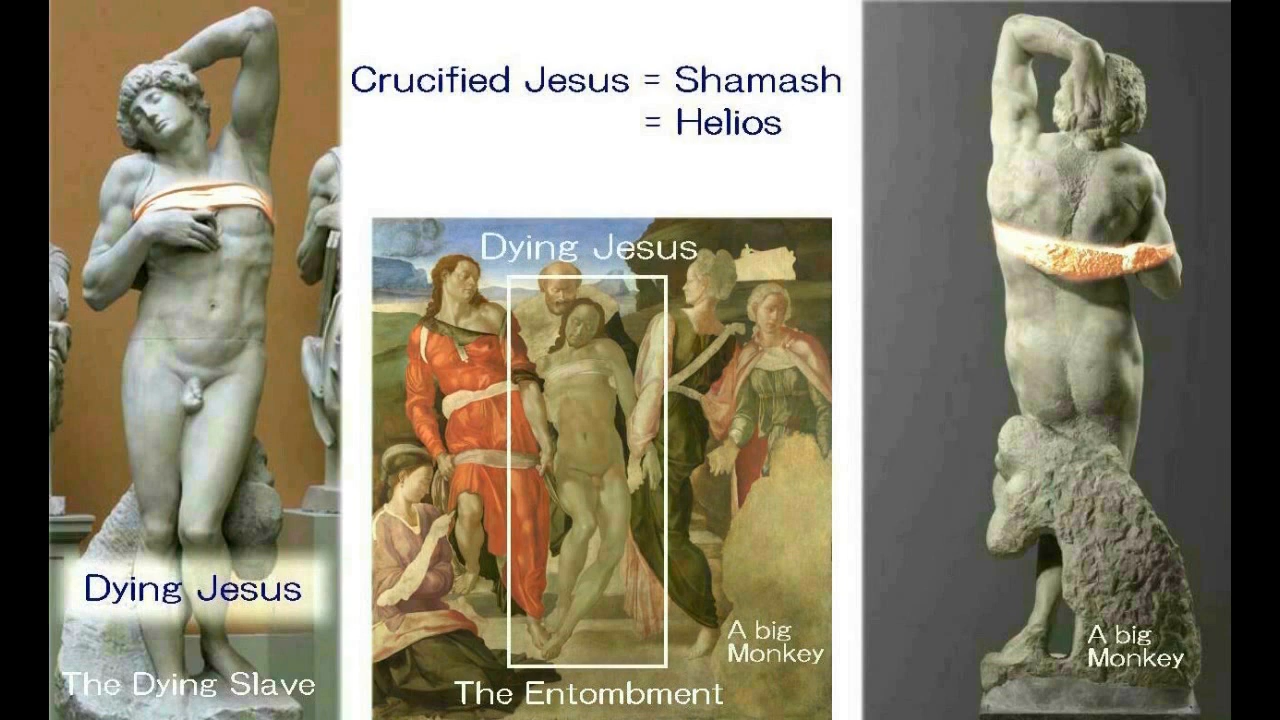 Crucified Jesus = Shamash
= Helios
Dying Jesus
Dying Jesus
The Dying Slave
A big
Monkey
The Entombment
A big
Monkey